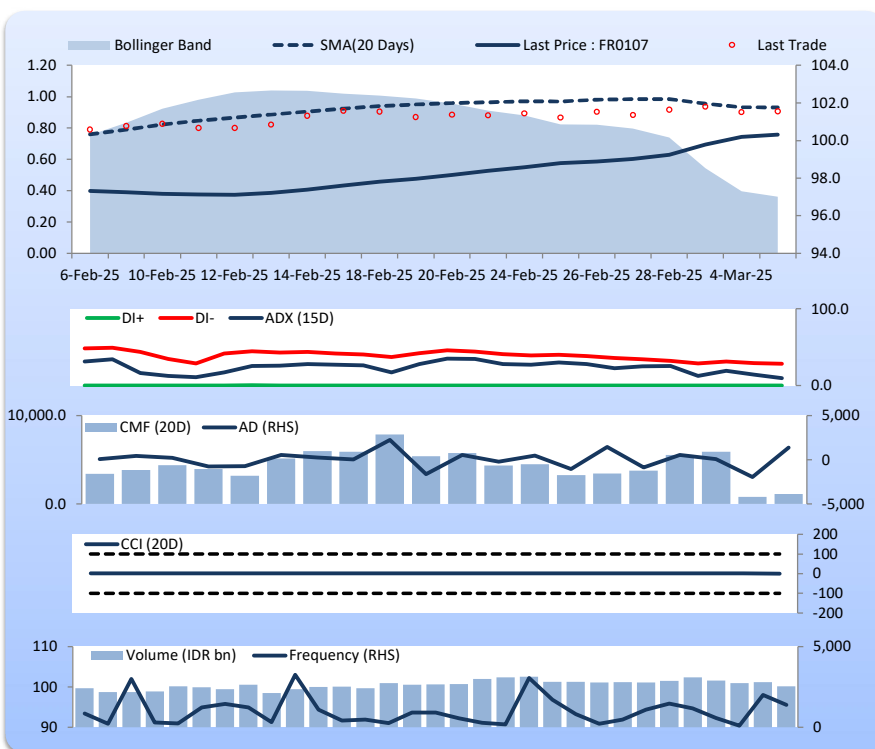 Bollinger Band SMA(20 Days) Last Price : FR0107 Last Trade
1.20 104.0
1.00 102.0
0.80 100.0
0.60 98.0
0.40
0.20 96.0
0.00 94.0
6-Feb-25 10-Feb-25 12-Feb-25 14-Feb-25 18-Feb-25 20-Feb-25 24-Feb-25 26-Feb-25 28-Feb-25 4-Mar-25
DI+ DI- ADX (15D) 100.0
0.0
10,000.0 CMF (20D) AD (RHS) 5,000
0
0.0 -5,000
CCI (20D) 200
100
0
-100
-200
110 Volume (IDR bn) Frequency (RHS) 5,000
100
90 0